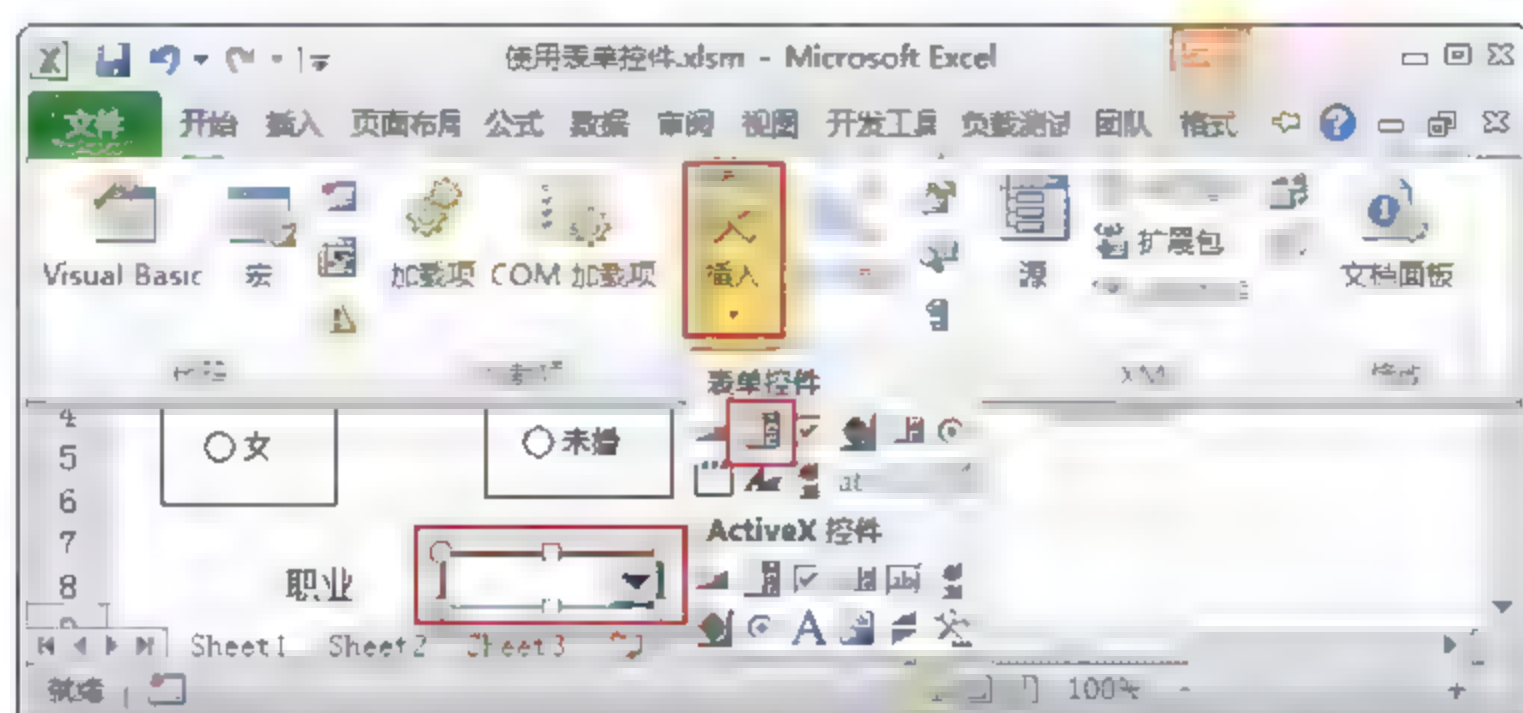 使用表单控件.xlsm - Microsoft Excel
文件 开始 插入 页面布局 公式 数据 审阅 视图 开发工具 负载测试 团队 格式
Visual Basic 宏 加载项 COM 加载项 插入 源 扩展包 文档面板
XML
表单控件
4
5 女 未婚
6
7 ActiveX 控件
8 职业
Sheet1 Sheet2 Sheet3
就绪 100%